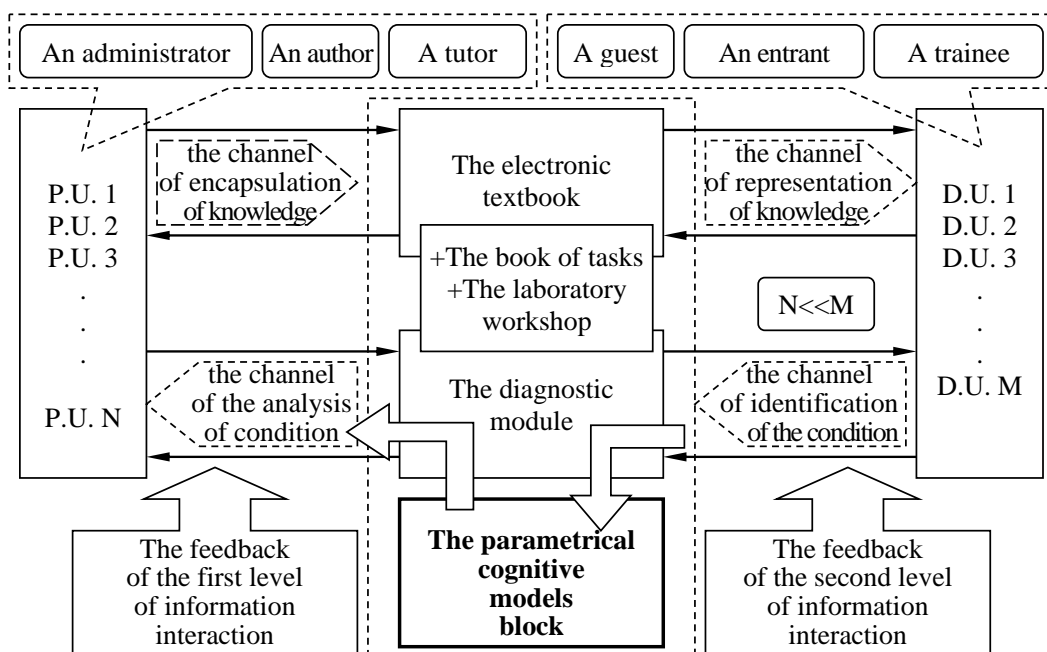 An administrator
An author
A tutor
A guest
An entrant
A trainee
P.U. 1
P.U. 2
P.U. 3
.
.
.
P.U. N
the channel
of encapsulation
of knowledge
The electronic
textbook
the channel
of representation
of knowledge
D.U. 1
D.U. 2
D.U. 3
.
.
.
D.U. M
+The book of tasks
+The laboratory
workshop
N<<M
the channel
of the analysis
of condition
The diagnostic
module
the channel
of identification
of the condition
The feedback
of the first level
of information
interaction
The parametrical
cognitive
models
block
The feedback
of the second level
of information
interaction